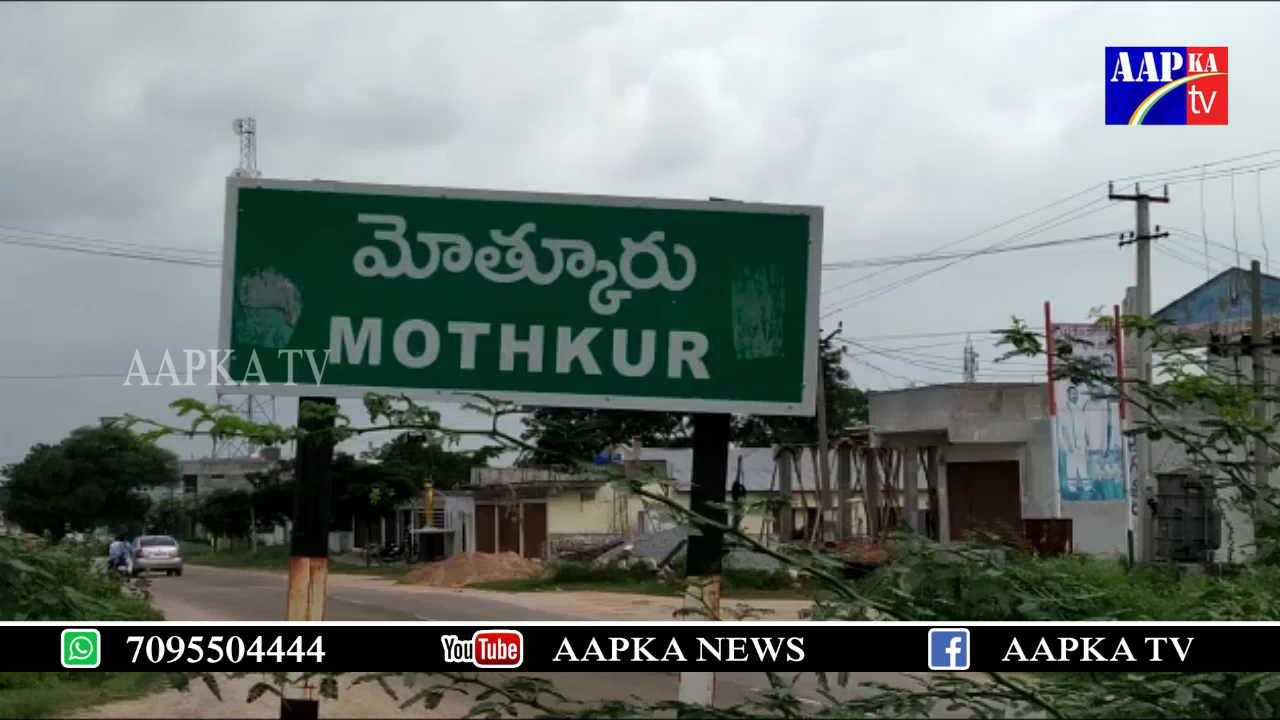 AAP KA
tv
మోత్కూరు
MOTHKUR
AAPKA TV
7095504444 YouTube AAPKA NEWS f AAPKA TV